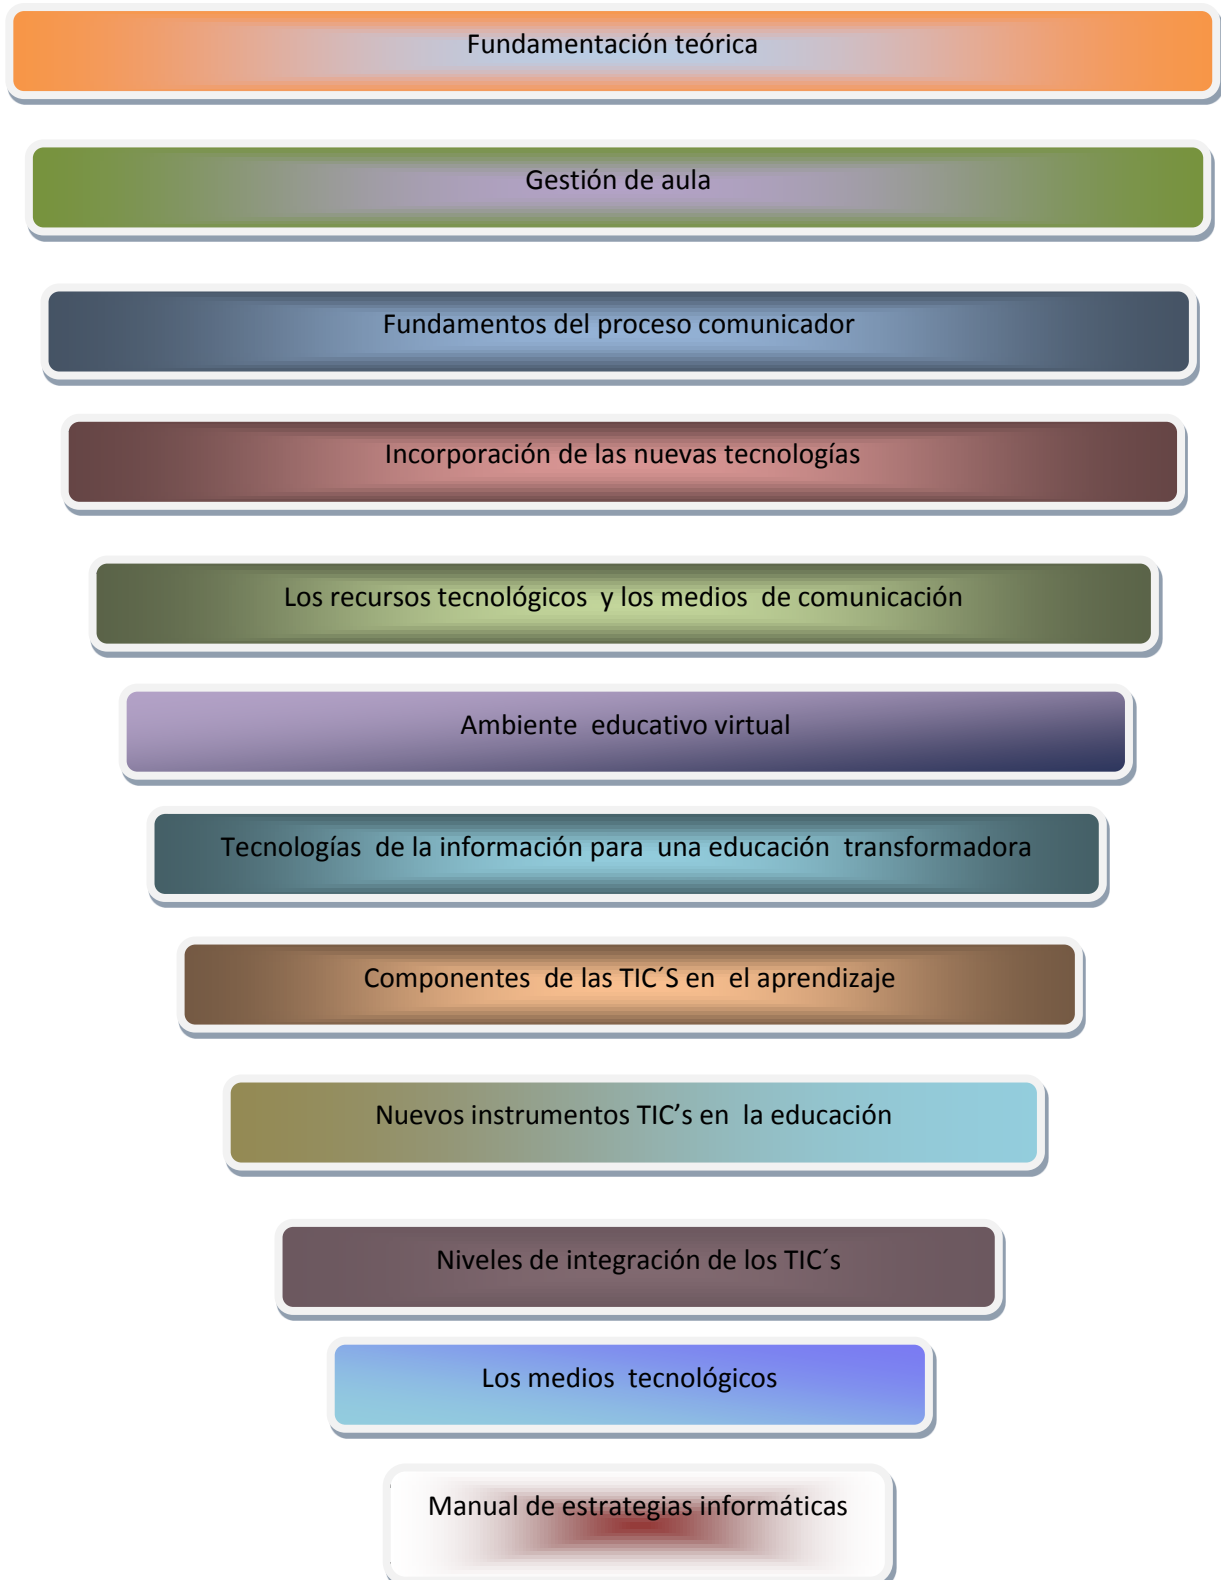 Fundamentación teórica
Gestión de aula
Fundamentos del proceso comunicador
Incorporación de las nuevas tecnologías
Los recursos tecnológicos y los medios de comunicación
Ambiente educativo virtual
Tecnologías de la información para una educación transformadora
Componentes de las TIC´S en el aprendizaje
Nuevos instrumentos TIC’s en la educación
Niveles de integración de los TIC´s
Los medios tecnológicos
Manual de estrategias informáticas